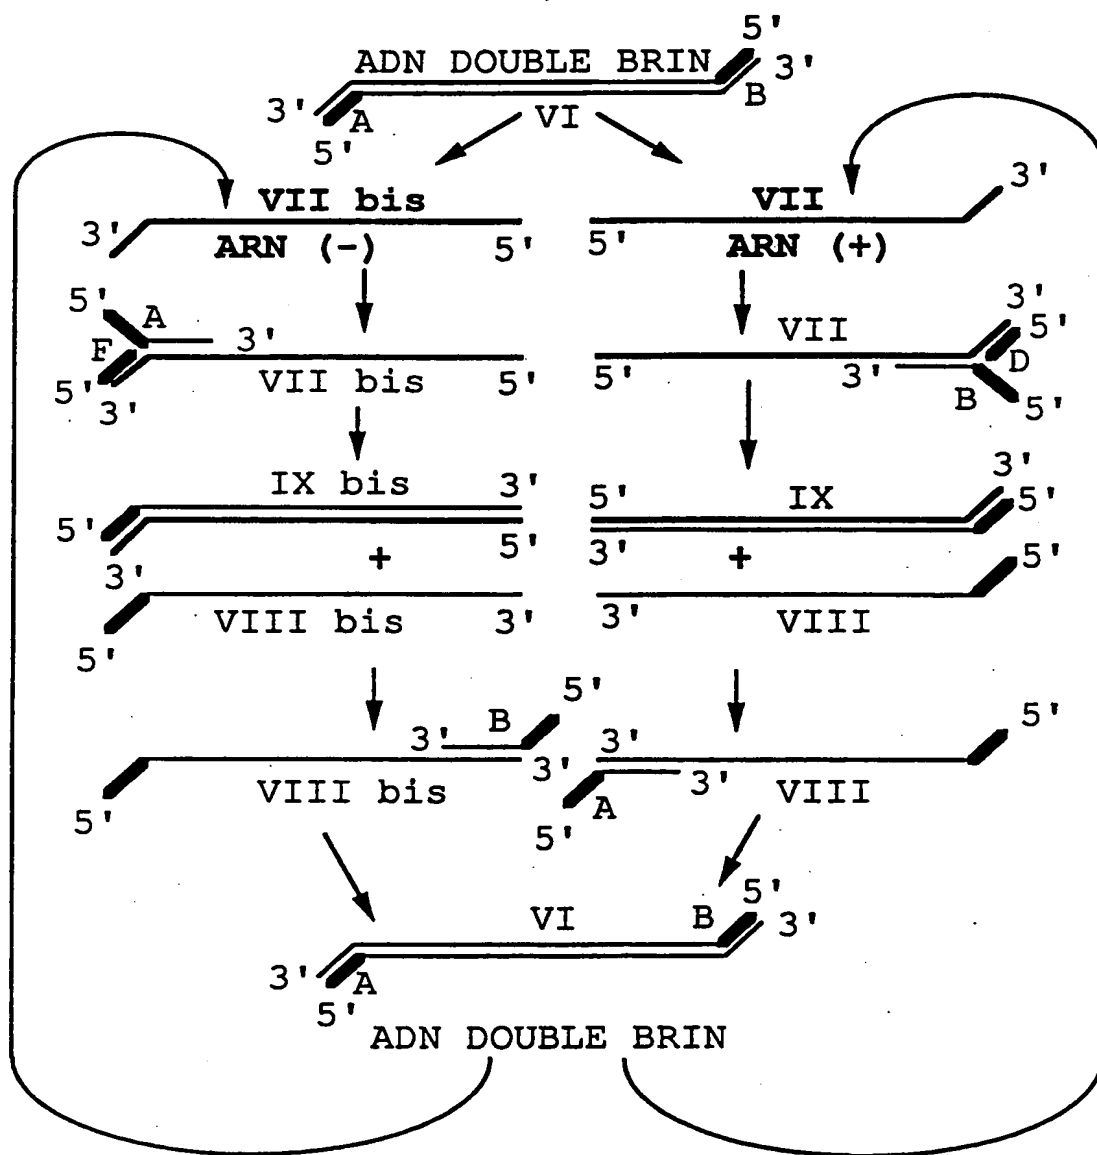 5'
ADN DOUBLE BRIN 3'
3' A B
5' VI
VII bis VII 3'
3' ARN (-) 5' 5' ARN (+)
5' A 3' 3'
F VII 5'
5' 3' VII bis 5' 5' 3' B D 5'
IX bis 3' 5' IX 3'
5' 5'
3' + 5' 3' + 5'
VIII bis 3' 3' VIII
5'
5' 5'
3' B 3'
VIII bis 3' 3' VIII
5' A
5'
VI B 5'
3' 3'
A
5'
ADN DOUBLE BRIN